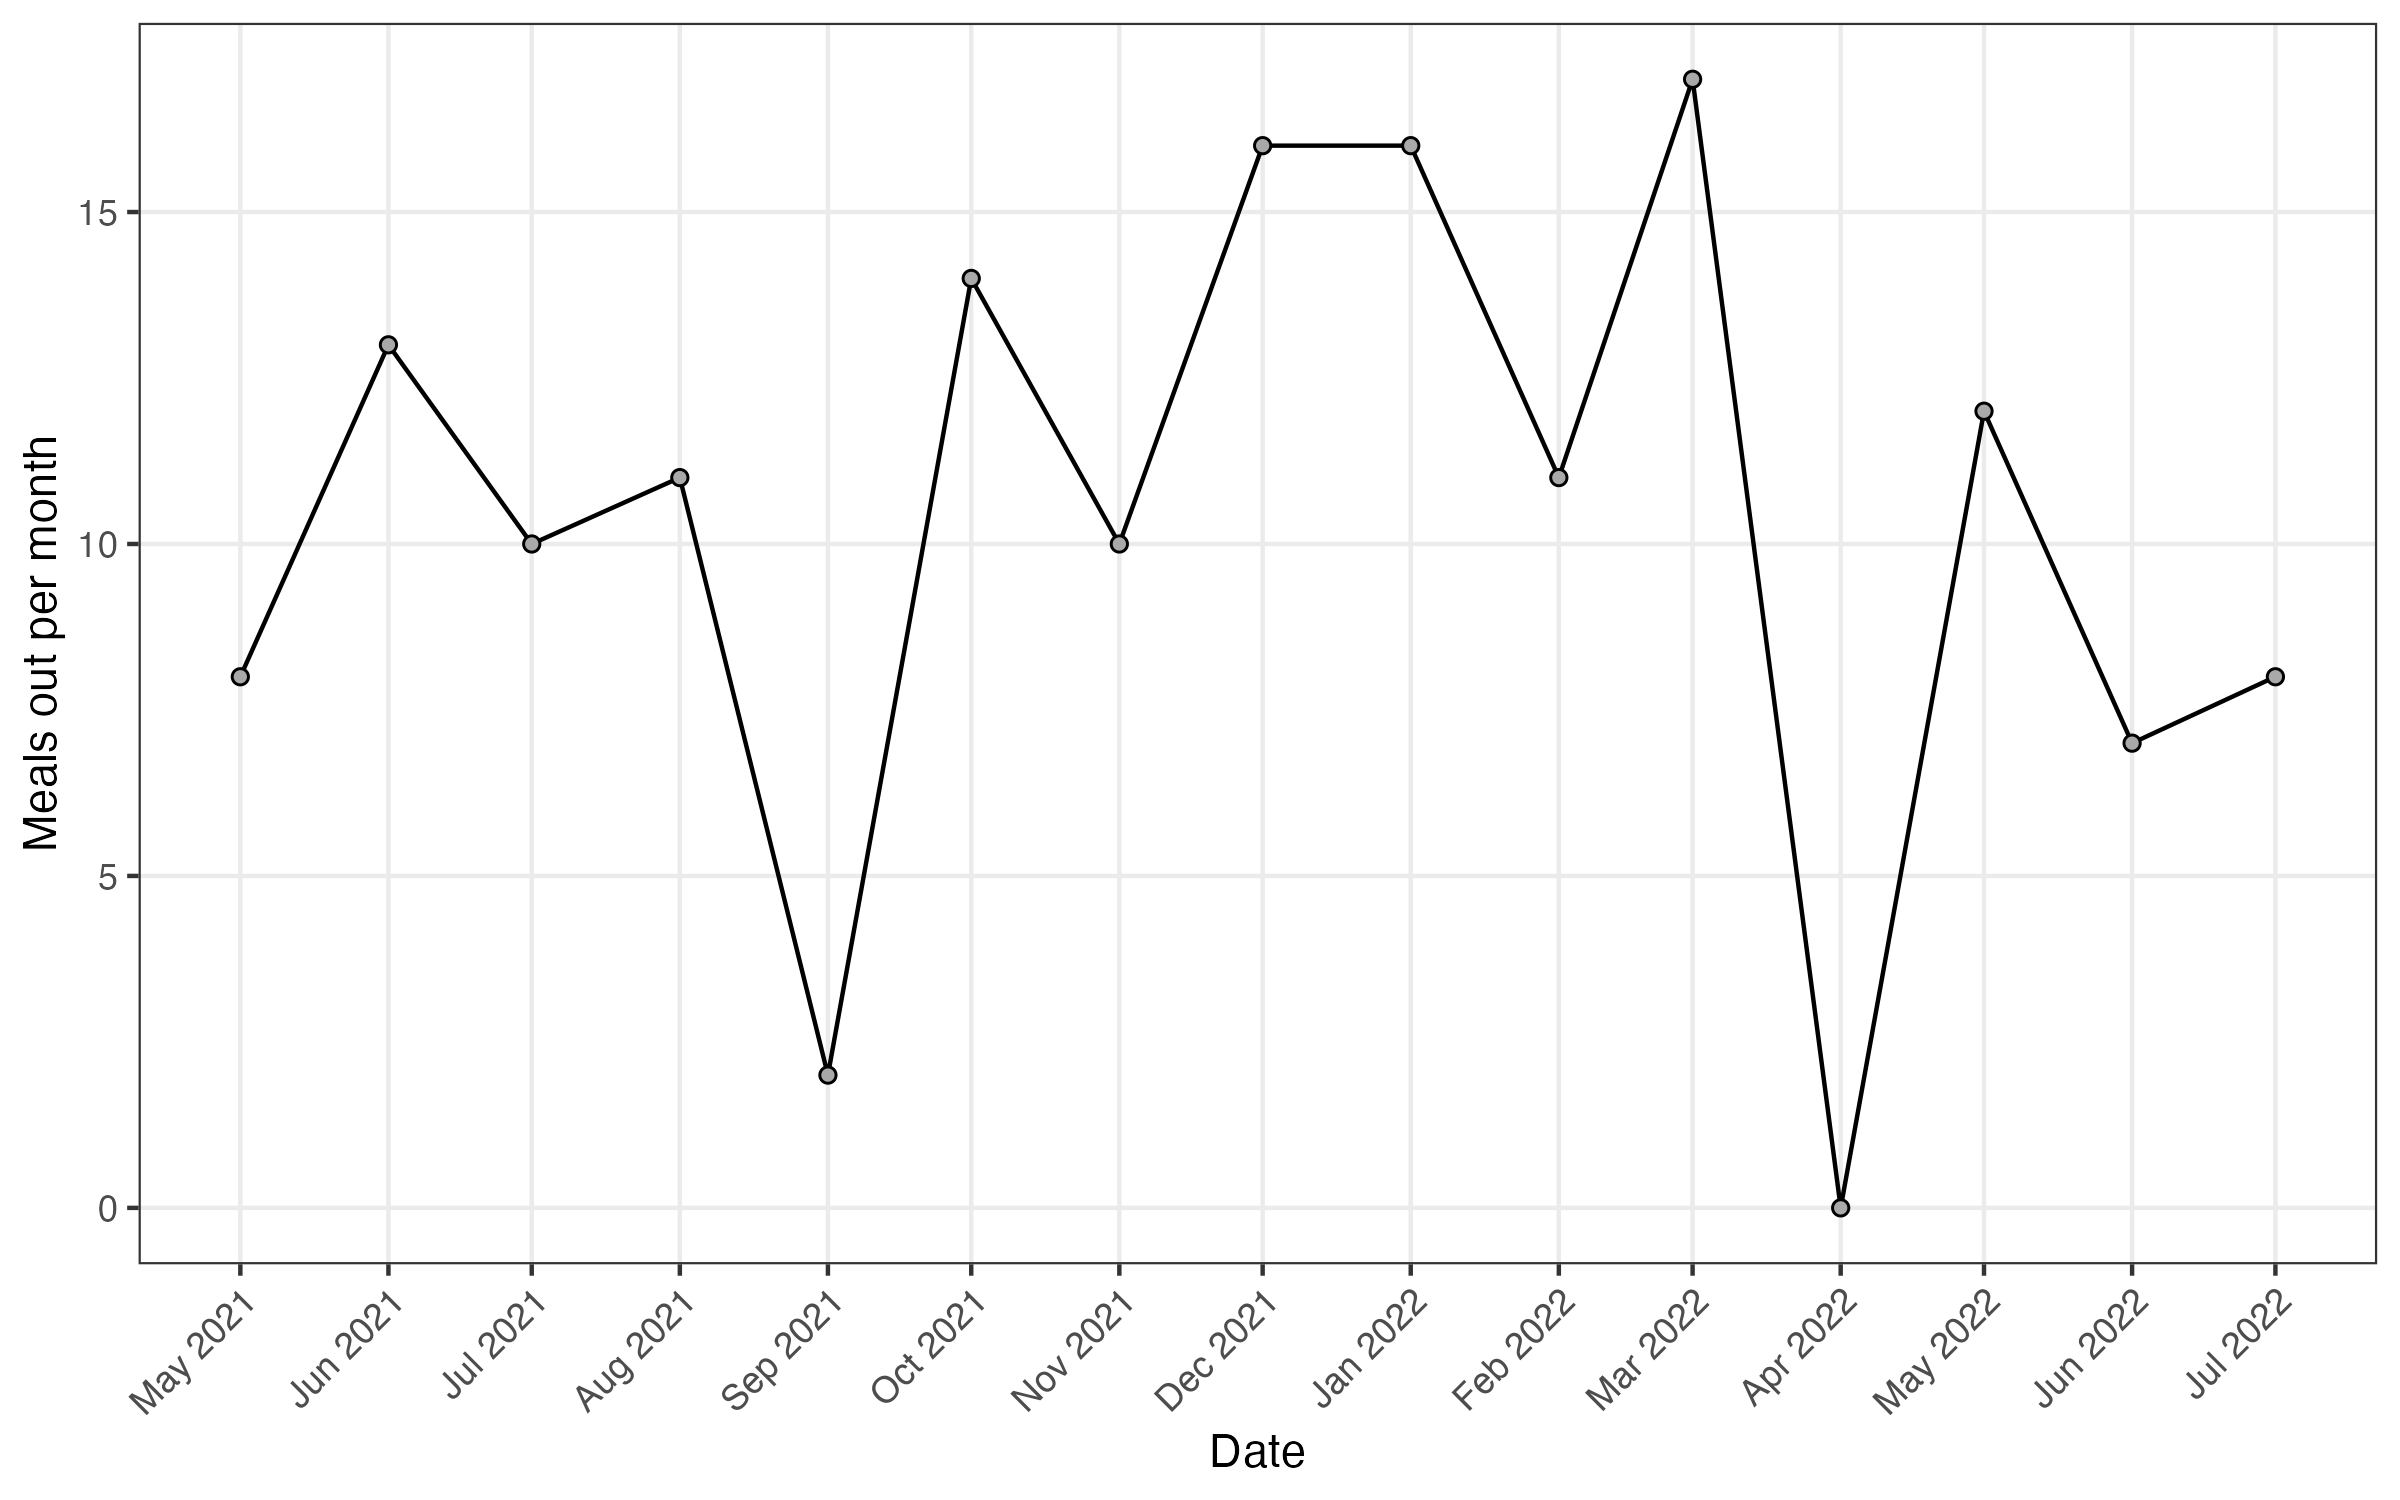 Meals out per month
15
10
5
0
May 2021
Jun 2021
Jul 2021
Aug 2021
Sep 2021
Oct 2021
Nov 2021
Dec 2021
Jan 2022
Feb 2022
Mar 2022
Apr 2022
May 2022
Jun 2022
Jul 2022
Date